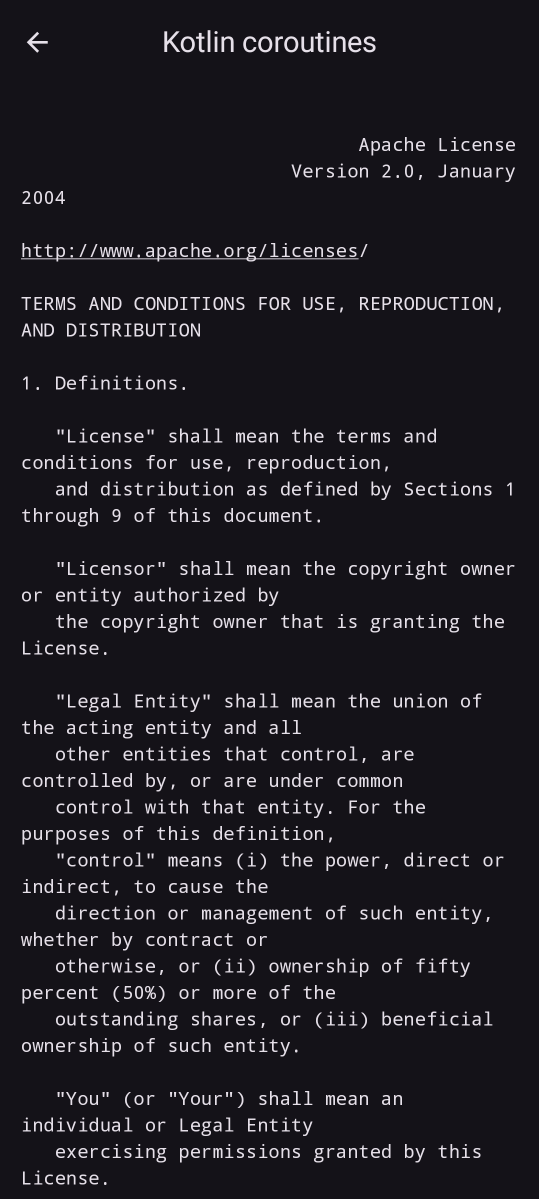 Kotlin coroutines
Apache License
Version 2.0, January
2004
http://www.apache.org/licenses/
TERMS AND CONDITIONS FOR USE, REPRODUCTION,
AND DISTRIBUTION
1. Definitions.
"License" shall mean the terms and
conditions for use, reproduction,
and distribution as defined by Sections 1
through 9 of this document.
"Licensor" shall mean the copyright owner
or entity authorized by
the copyright owner that is granting the
License.
"Legal Entity" shall mean the union of
the acting entity and all
other entities that control, are
controlled by, or are under common
control with that entity. For the
purposes of this definition,
"control" means (i) the power, direct or
indirect, to cause the
direction or management of such entity,
whether by contract or
otherwise, or (ii) ownership of fifty
percent (50%) or more of the
outstanding shares, or (iii) beneficial
ownership of such entity.
"You" (or "Your") shall mean an
individual or Legal Entity
exercising permissions granted by this
License.